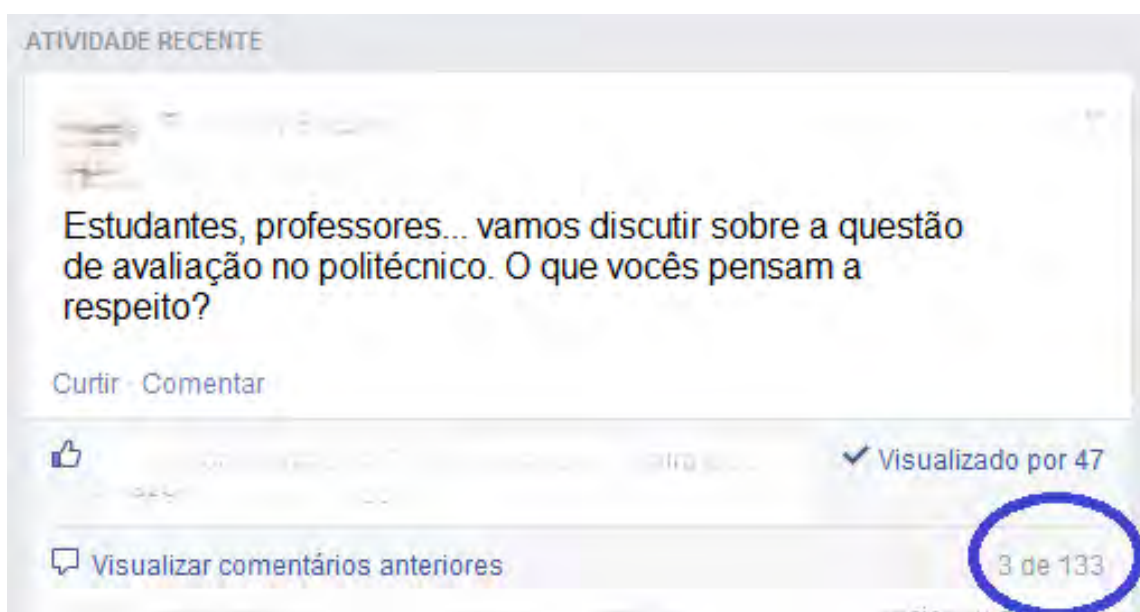 ATIVIDADE RECENTE
Estudantes, professores... vamos discutir sobre a questão
de avaliação no politécnico. O que vocês pensam a
respeito?
Curtir · Comentar
Visualizado por 47
Visualizar comentários anteriores
3 de 133